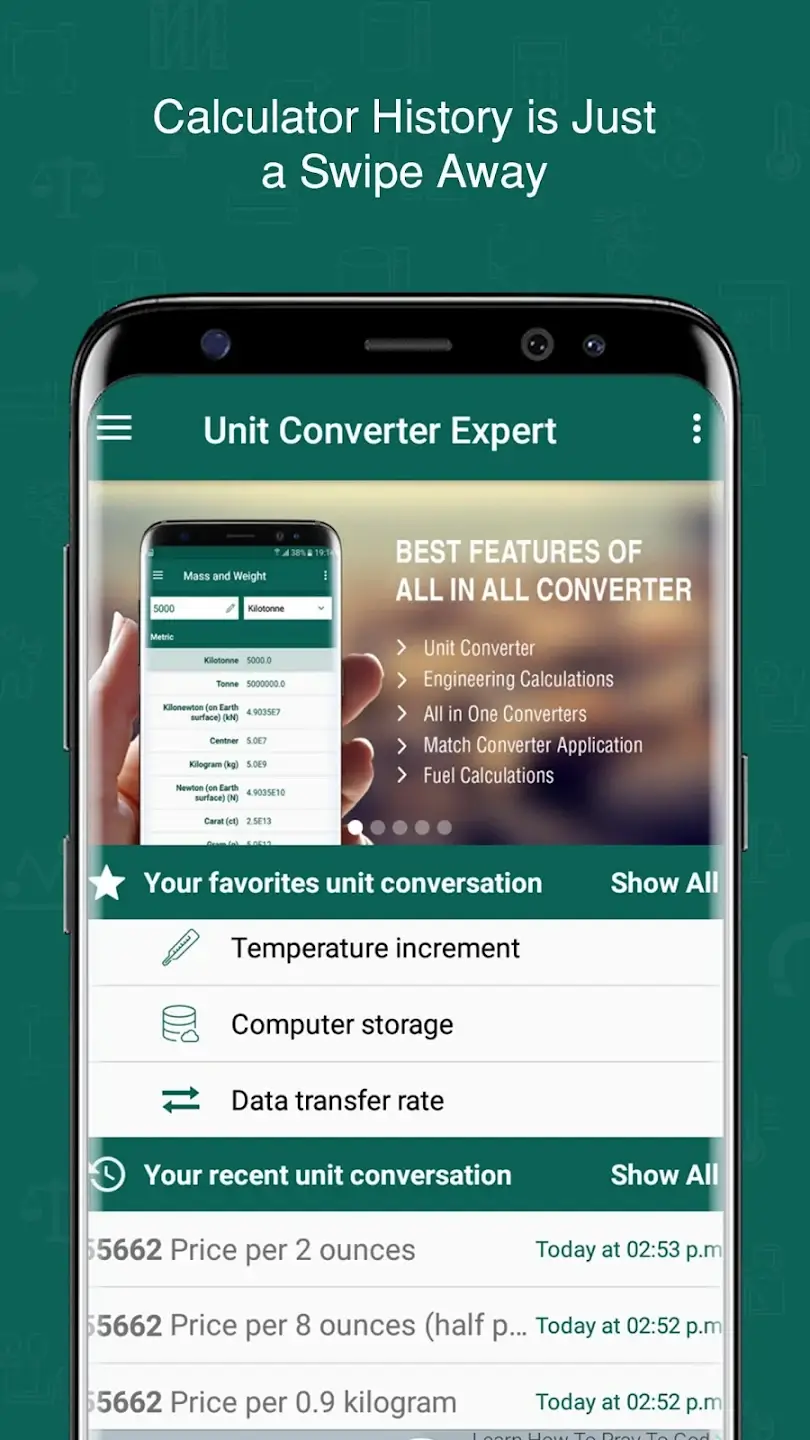 Calculator History is Just
a Swipe Away
Unit Converter Expert
38% 19:14
Mass and Weight
5000
Kilotonne
Metric
Kilotonne 5000.0
Tonne 5000000.0
Kilonewton (on Earth
surface) (kN) 4.9035E7
Centner 5.0E7
Kilogram (kg) 5.0E9
Newton (on Earth
surface) (N) 4.9035E10
Carat (ct) 2.5E13
BEST FEATURES OF
ALL IN ALL CONVERTER
Unit Converter
Engineering Calculations
All in One Converters
Match Converter Application
Fuel Calculations
Your favorites unit conversation Show All
Temperature increment
Computer storage
Data transfer rate
Your recent unit conversation Show All
55662 Price per 2 ounces Today at 02:53 p.m
55662 Price per 8 ounces (half p... Today at 02:52 p.m
55662 Price per 0.9 kilogram Today at 02:52 p.m
Learn How To Pray To God